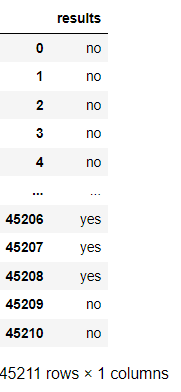 results
0 no
1 no
2 no
3 no
4 no
... ...
45206 yes
45207 yes
45208 yes
45209 no
45210 no
45211 rows × 1 columns